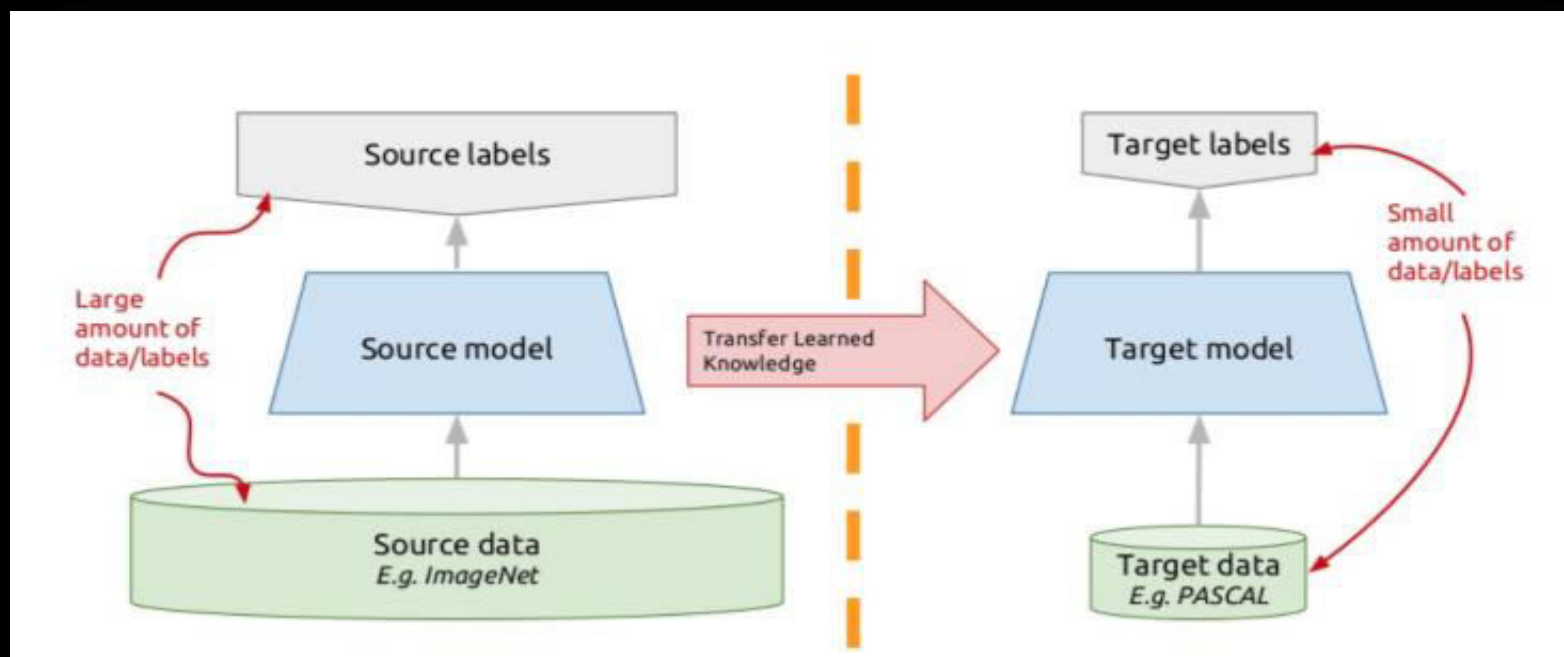 Source labels
Large
amount of
data/labels
Source model
Source data
E.g. ImageNet
Transfer Learned
Knowledge
Target labels
Small
amount of
data/labels
Target model
Target data
E.g. PASCAL